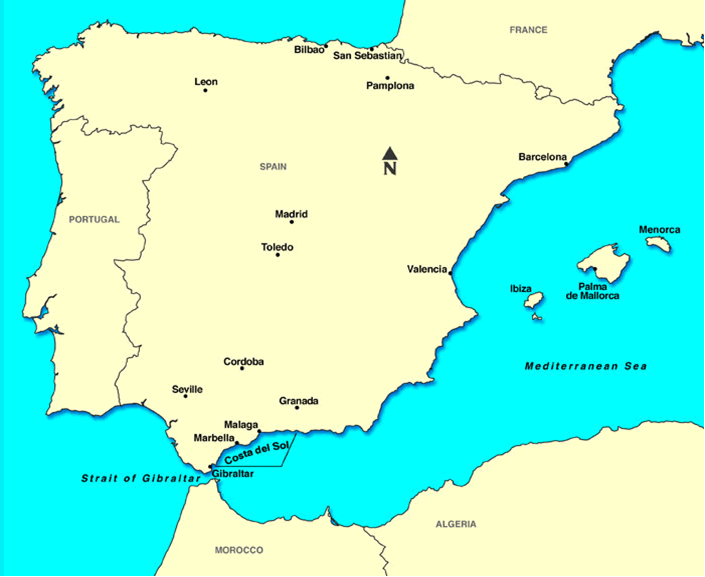 FRANCE
Bilbao
San Sebastian
Leon
Pamplona
N
Barcelona
SPAIN
Madrid
PORTUGAL
Menorca
Toledo
Valencia
Ibiza
Palma
de Mallorca
Cordoba
Mediterranean Sea
Seville
Granada
Malaga
Marbella
Costa del Sol
Gibraltar
Strait of Gibraltar
ALGERIA
MOROCCO